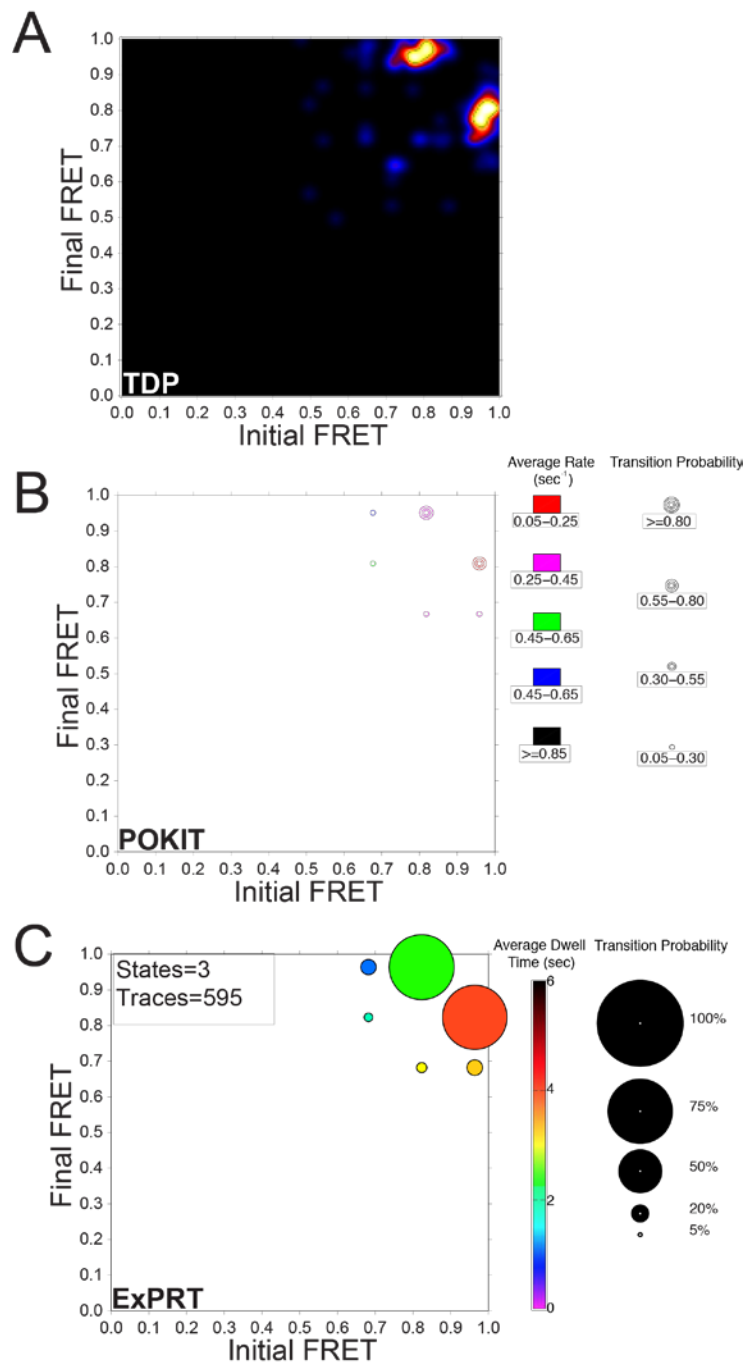 A
1.0
0.9
0.8
0.7
0.6
0.5
0.4
0.3
0.2
0.1
0.0
Final FRET
TDP
0.0 0.1 0.2 0.3 0.4 0.5 0.6 0.7 0.8 0.9 1.0
Initial FRET
B
1.0
0.9
0.8
0.7
0.6
0.5
0.4
0.3
0.2
0.1
0.0
Final FRET
POKIT
0.0 0.1 0.2 0.3 0.4 0.5 0.6 0.7 0.8 0.9 1.0
Initial FRET
Average Rate
(sec⁻¹)
0.05–0.25
0.25–0.45
0.45–0.65
0.45–0.65
>=0.85
Transition Probability
>=0.80
0.55–0.80
0.30–0.55
0.05–0.30
C
1.0
0.9
0.8
0.7
0.6
0.5
0.4
0.3
0.2
0.1
0.0
Final FRET
States=3
Traces=595
ExPRT
0.0 0.1 0.2 0.3 0.4 0.5 0.6 0.7 0.8 0.9 1.0
Initial FRET
Average Dwell
Time (sec)
6
4
2
0
Transition Probability
100%
75%
50%
20%
5%